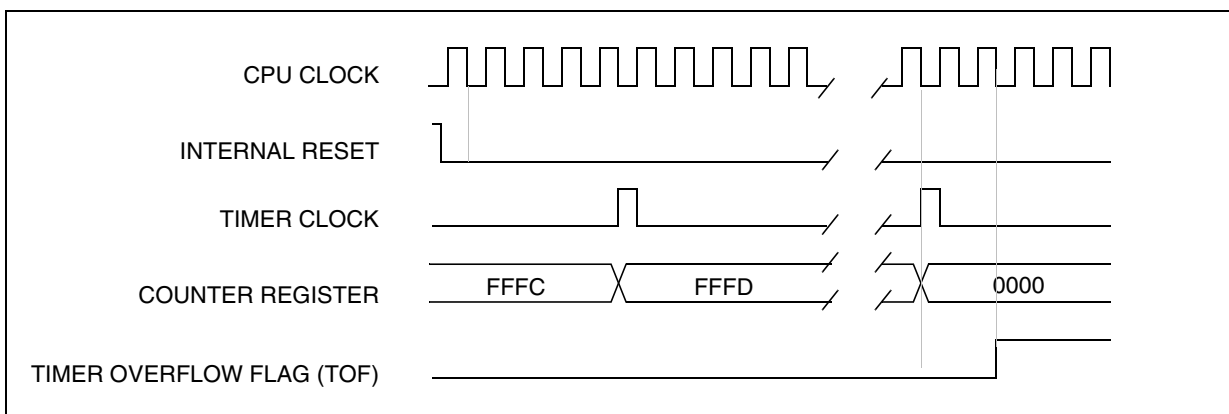 CPU CLOCK
INTERNAL RESET
TIMER CLOCK
COUNTER REGISTER FFFC FFFD 0000
TIMER OVERFLOW FLAG (TOF)